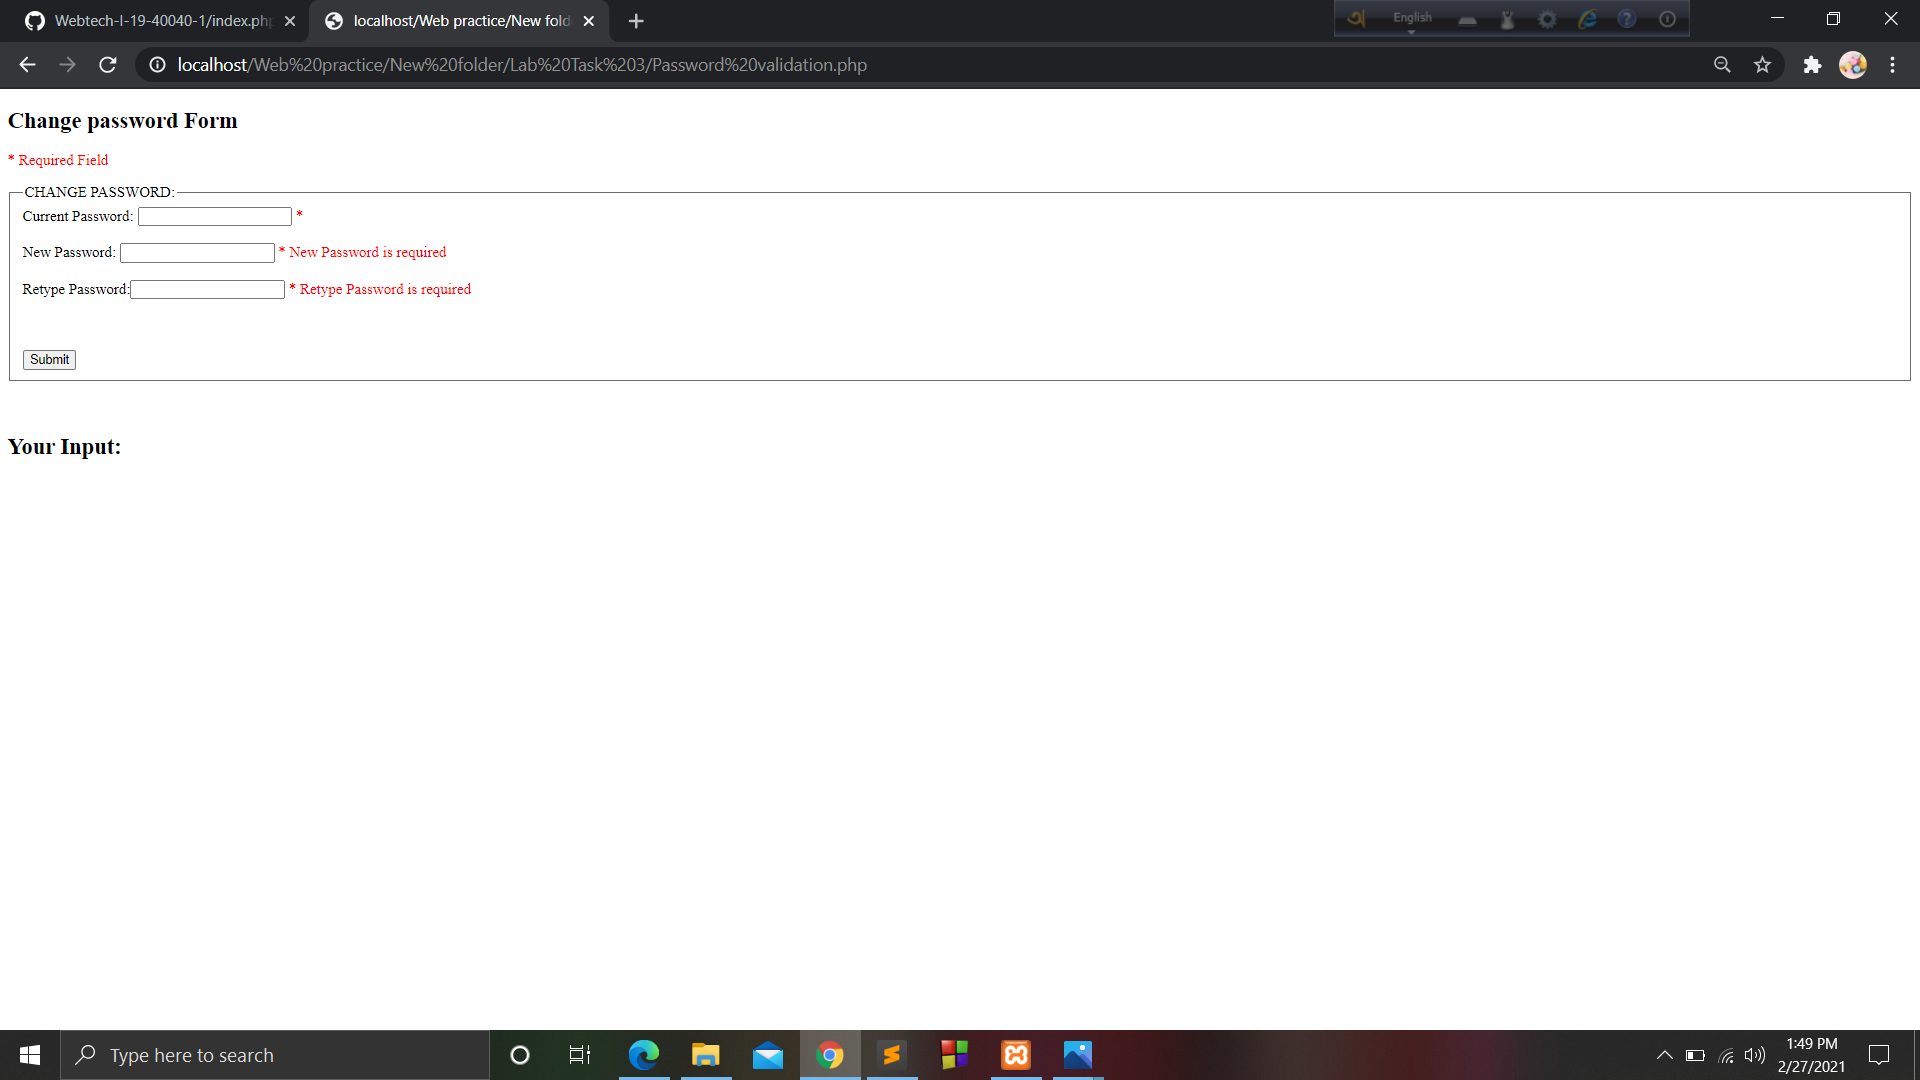 Webtech-I-19-40040-1/index.php
localhost/Web practice/New fold
English
localhost/Web%20practice/New%20folder/Lab%20Task%203/Password%20validation.php
Change password Form
* Required Field
CHANGE PASSWORD:
Current Password: *
New Password: * New Password is required
Retype Password: * Retype Password is required
Submit
Your Input:
Type here to search
1:49 PM
2/27/2021